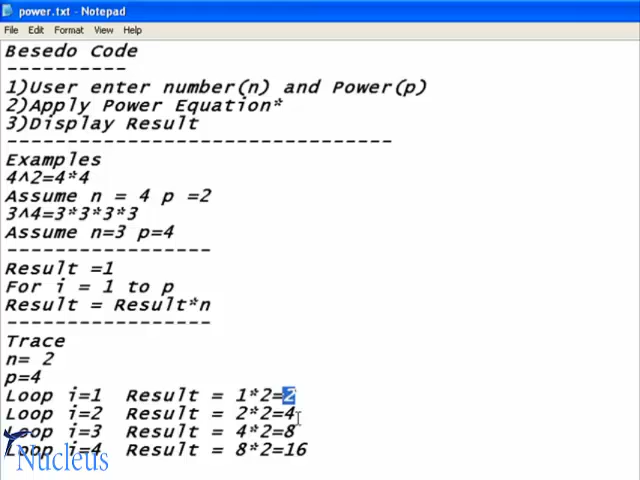 power.txt - Notepad
File Edit Format View Help
Besedo Code
----------
1)User enter number(n) and Power(p)
2)Apply Power Equation*
3)Display Result
--------------------------------
Examples
4^2=4*4
Assume n = 4 p =2
3^4=3*3*3*3
Assume n=3 p=4
-----------------
Result =1
For i = 1 to p
Result = Result*n
-----------------
Trace
n= 2
p=4
Loop i=1 Result = 1*2=2
Loop i=2 Result = 2*2=4
Loop i=3 Result = 4*2=8
Loop i=4 Result = 8*2=16
Nucleus